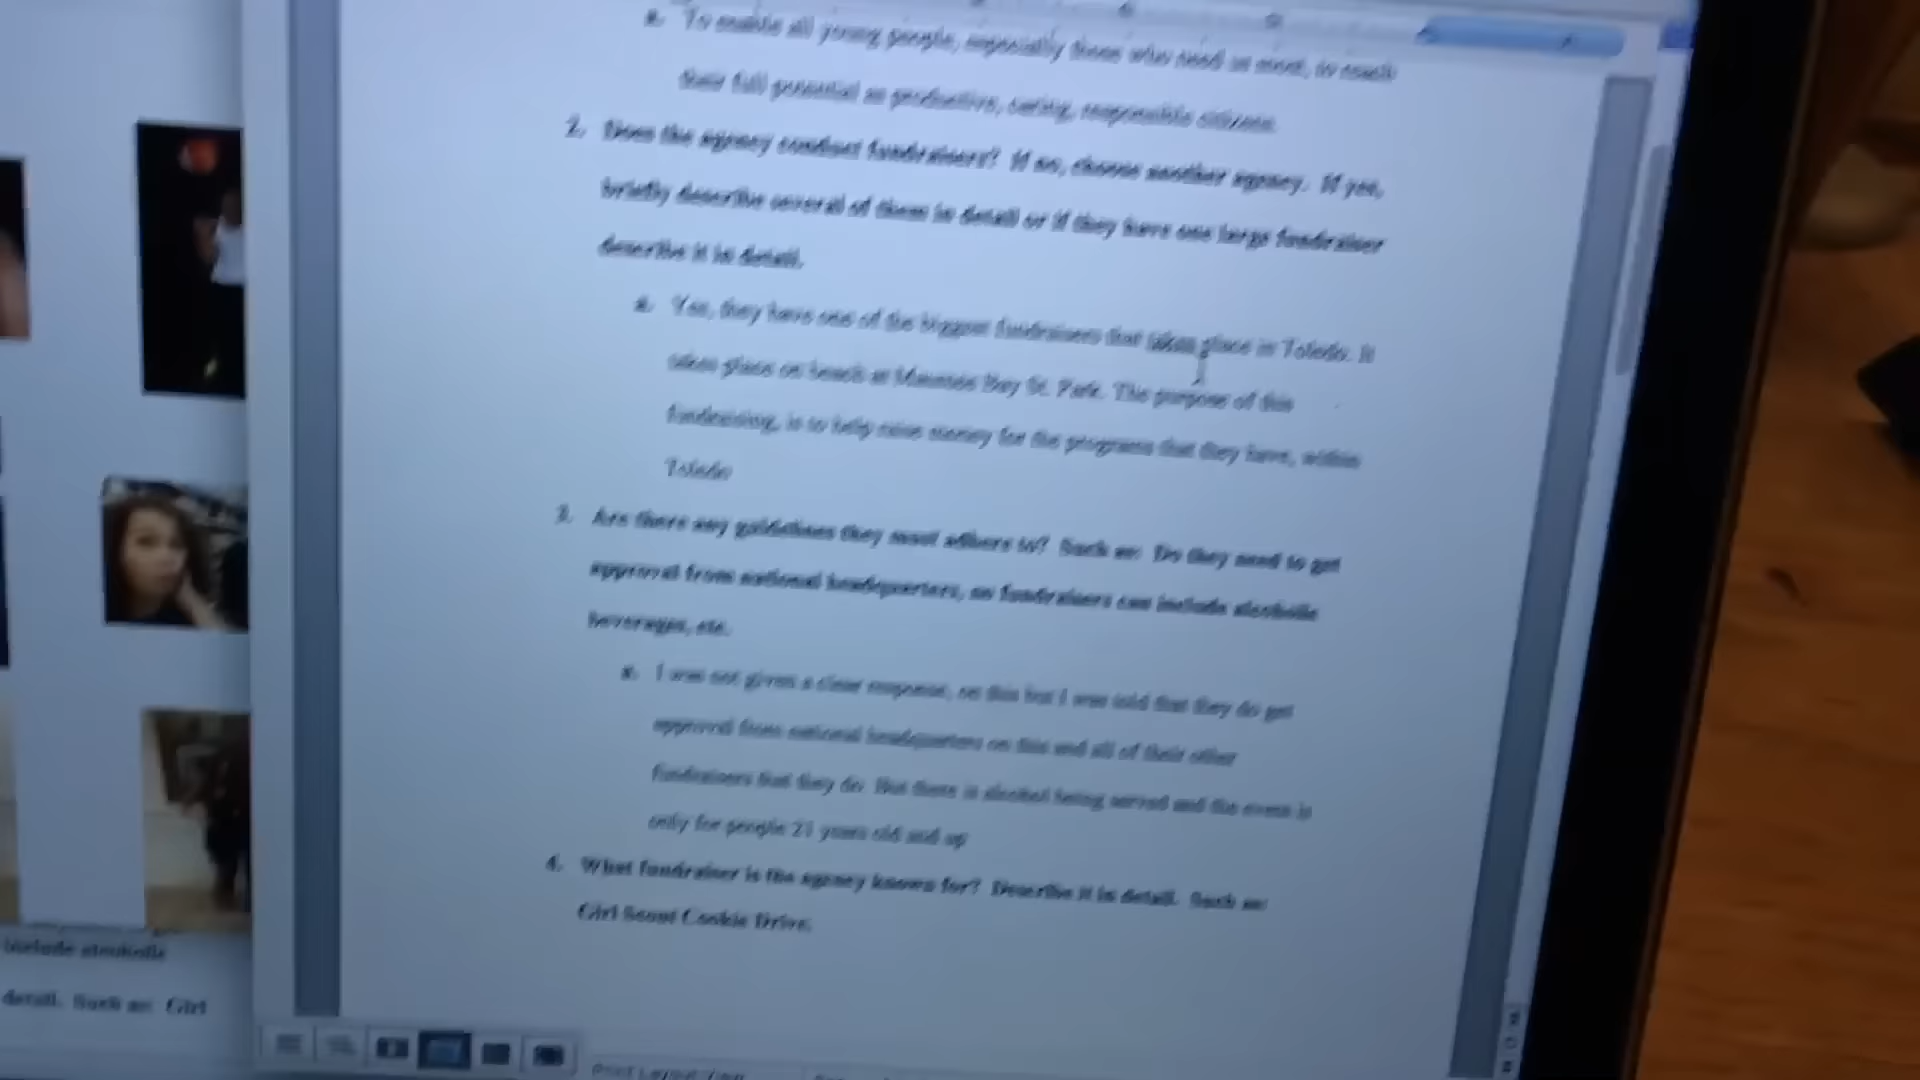 a. To enable all young people, especially those who need us most, to reach
their full potential as productive, caring, responsible citizens.
2. Does the agency conduct fundraisers? If no, choose another agency. If yes,
briefly describe several of them in detail or if they have one large fundraiser
describe it in detail.
a. Yes, they have one of the biggest fundraisers that takes place in Toledo. It
takes place on beach at Maumee Bay St. Park. The purpose of this
fundraising, is to help raise money for the programs that they have, within
Toledo
3. Are there any guidelines they must adhere to? Such as: Do they need to get
approval from national headquarters, no fundraisers can include alcoholic
beverages, etc.
a. I was not given a clear response, on this but I was told that they do get
approval from national headquarters on this and all of their other
fundraisers that they do. But there is alcohol being served and the event is
only for people 21 years old and up
4. What fundraiser is the agency known for? Describe it in detail. Such as:
Girl Scout Cookie Drive.
include alcoholic
detail. Such as: Girl
Print Layout View